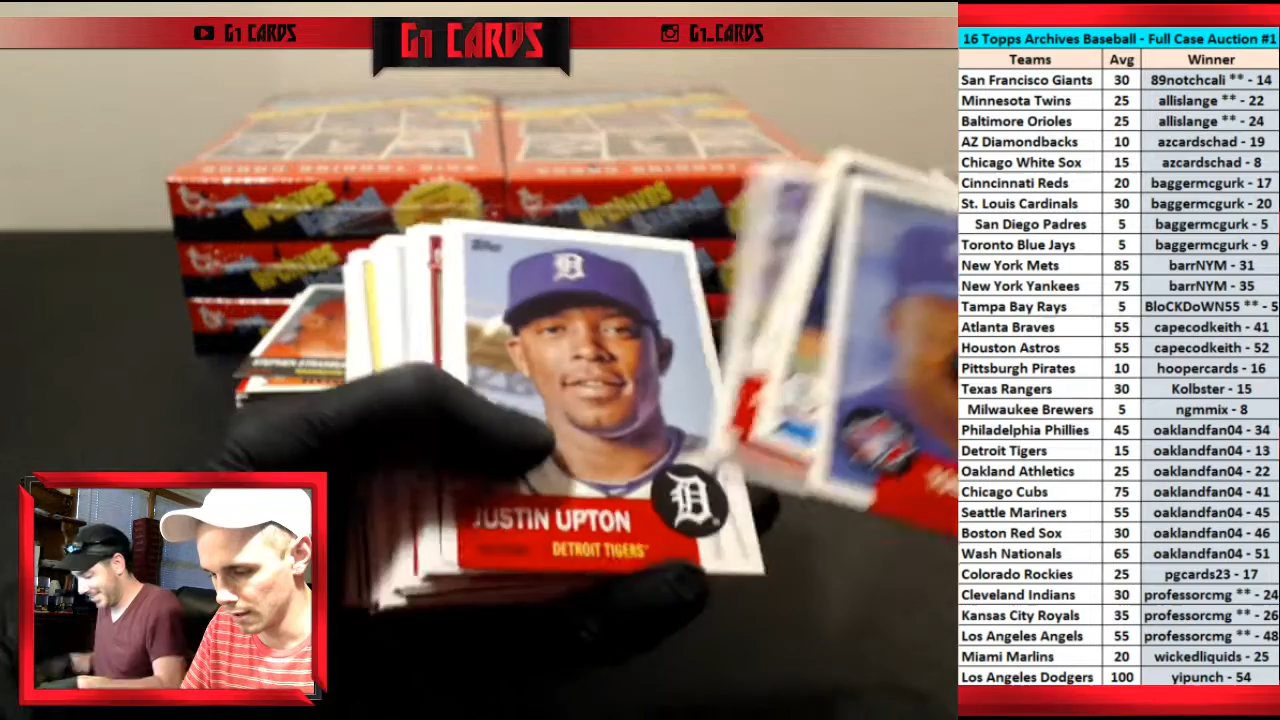 G1 CARDS
G1 CARDS
G1_CARDS
16 Topps Archives Baseball - Full Case Auction #1
Teams Avg Winner
San Francisco Giants 30 89notchcali ** - 14
Minnesota Twins 25 allislange ** - 22
Baltimore Orioles 25 allislange ** - 24
AZ Diamondbacks 10 azcardschad - 19
Chicago White Sox 15 azcardschad - 8
Cinncinnati Reds 20 baggermcgurk - 17
St. Louis Cardinals 30 baggermcgurk - 20
San Diego Padres 5 baggermcgurk - 5
Toronto Blue Jays 5 baggermcgurk - 9
New York Mets 85 barrNYM - 31
New York Yankees 75 barrNYM - 35
Tampa Bay Rays 5 BloCKDoWN55 ** - 5
Atlanta Braves 55 capecodkeith - 41
Houston Astros 55 capecodkeith - 52
Pittsburgh Pirates 10 hoopercards - 16
Texas Rangers 30 Kolbster - 15
Milwaukee Brewers 5 ngmmix - 8
Philadelphia Phillies 45 oaklandfan04 - 34
Detroit Tigers 15 oaklandfan04 - 13
Oakland Athletics 25 oaklandfan04 - 22
Chicago Cubs 75 oaklandfan04 - 41
Seattle Mariners 55 oaklandfan04 - 45
Boston Red Sox 30 oaklandfan04 - 46
Wash Nationals 65 oaklandfan04 - 51
Colorado Rockies 25 pgcards23 - 17
Cleveland Indians 30 professorcmg ** - 24
Kansas City Royals 35 professorcmg ** - 26
Los Angeles Angels 55 professorcmg ** - 48
Miami Marlins 20 wickedliquids - 25
Los Angeles Dodgers 100 yipunch - 54
Topps
JUSTIN UPTON
DETROIT TIGERS
Archives
Baseball
STEPHEN